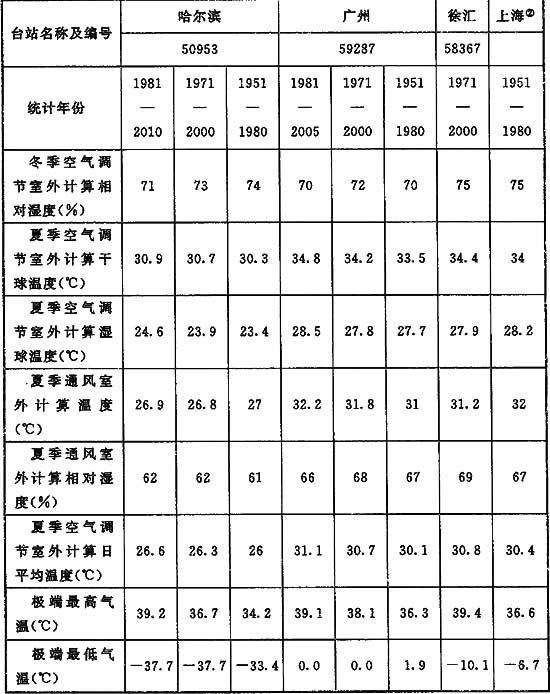 台站名称及编号 哈尔滨 广州 徐汇 上海②
50953 59287 58367
统计年份 1981—2010 1971—2000 1951—1980 1981—2005 1971—2000 1951—1980 1971—2000 1951—1980
冬季空气调
节室外计算相 71 73 74 70 72 70 75 75
对湿度(%)
夏季空气调
节室外计算干 30.9 30.7 30.3 34.8 34.2 33.5 34.4 34
球温度(℃)
夏季空气调
节室外计算湿 24.6 23.9 23.4 28.5 27.8 27.7 27.9 28.2
球温度(℃)
夏季通风室
外计算温度 26.9 26.8 27 32.2 31.8 31 31.2 32
(℃)
夏季通风室
外计算相对湿 62 62 61 66 68 67 69 67
度(%)
夏季空气调
节室外计算日 26.6 26.3 26 31.1 30.7 30.1 30.8 30.4
平均温度(℃)
极端最高气 39.2 36.7 34.2 39.1 38.1 36.3 39.4 36.6
温(℃)
极端最低气 -37.7 -37.7 -33.4 0.0 0.0 1.9 -10.1 -6.7
温(℃)